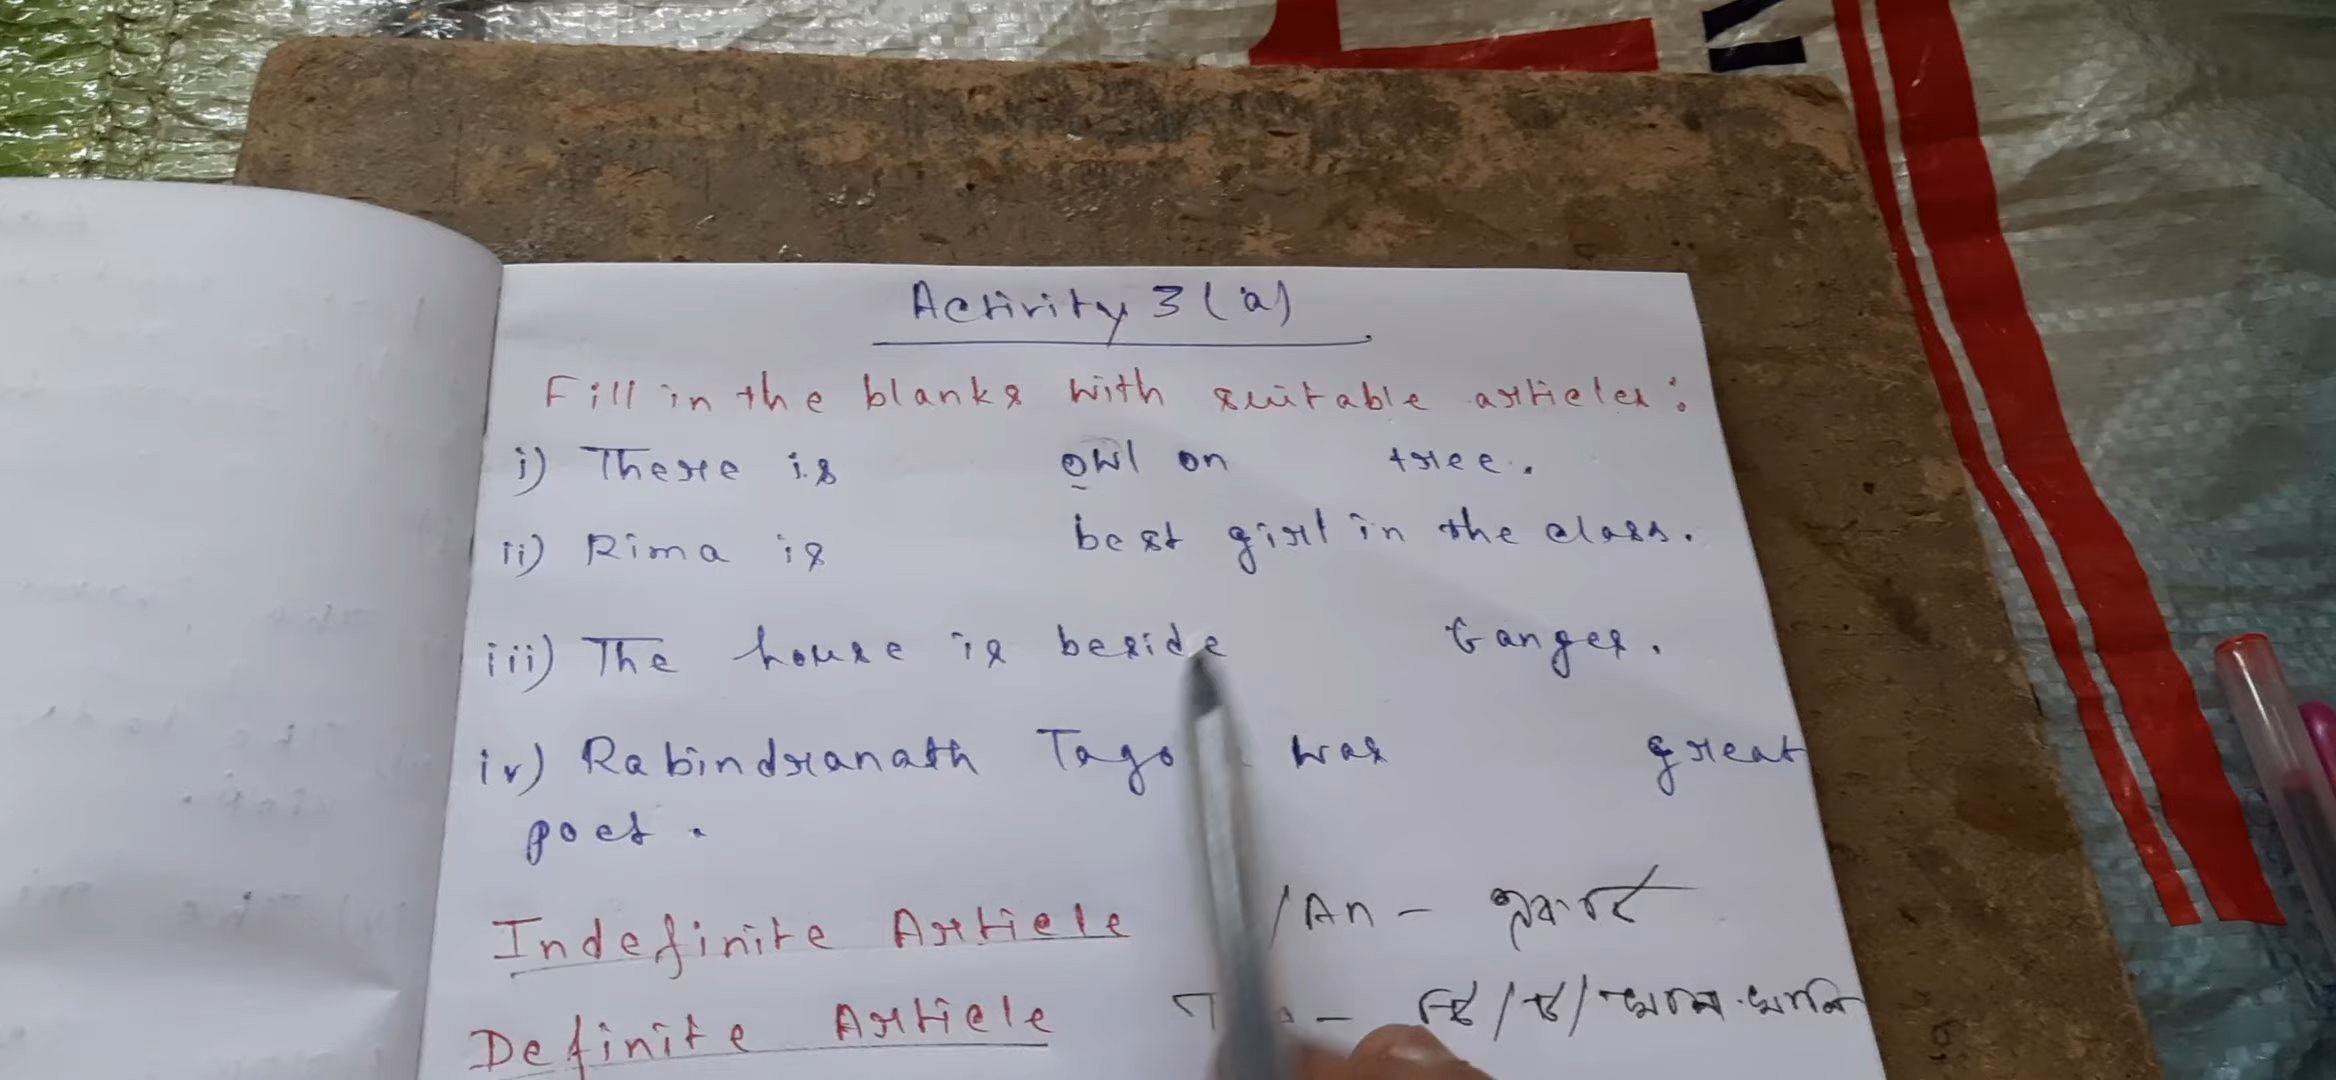 Activity 3 (a)
Fill in the blanks with suitable articles:
i) There is owl on tree.
ii) Rima is best girl in the class.
iii) The house is beside Ganges.
iv) Rabindranath Tago was great
poet.
Indefinite Article /An –
Definite Article